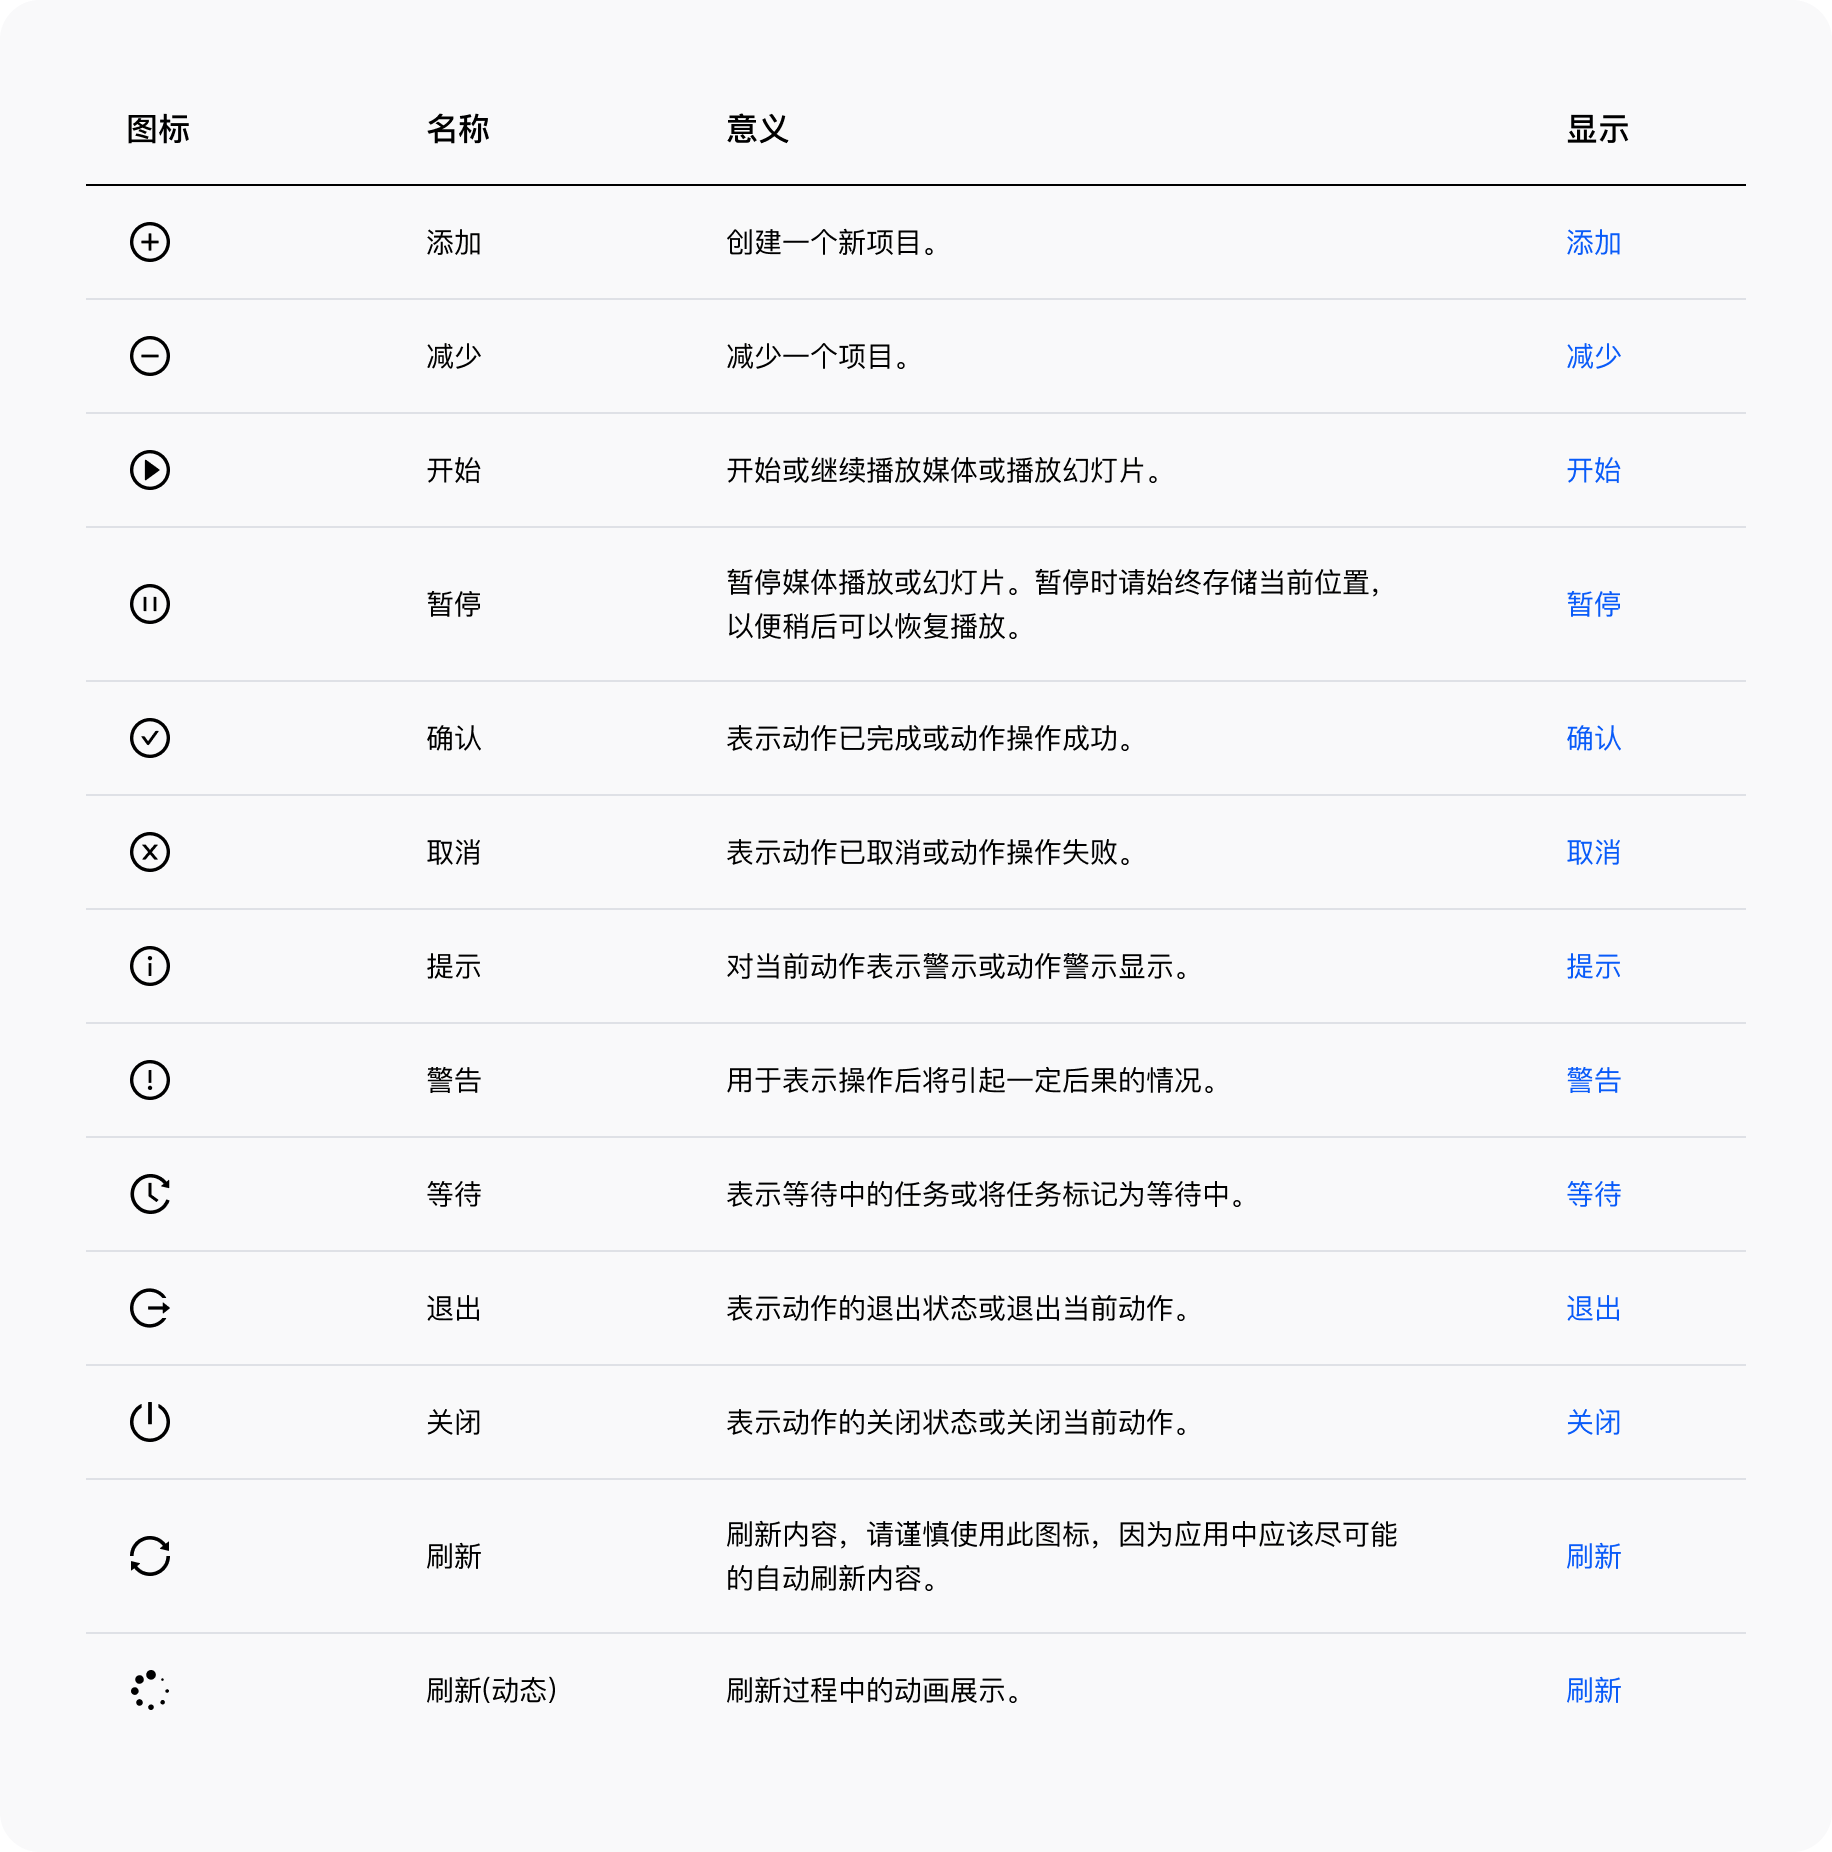 图标 名称 意义 显示
添加 创建一个新项目。 添加
减少 减少一个项目。 减少
开始 开始或继续播放媒体或播放幻灯片。 开始
暂停 暂停媒体播放或幻灯片。暂停时请始终存储当前位置， 暂停
以便稍后可以恢复播放。
确认 表示动作已完成或动作操作成功。 确认
取消 表示动作已取消或动作操作失败。 取消
提示 对当前动作表示警示或动作警示显示。 提示
警告 用于表示操作后将引起一定后果的情况。 警告
等待 表示等待中的任务或将任务标记为等待中。 等待
退出 表示动作的退出状态或退出当前动作。 退出
关闭 表示动作的关闭状态或关闭当前动作。 关闭
刷新 刷新内容，请谨慎使用此图标，因为应用中应该尽可能 刷新
的自动刷新内容。
刷新(动态) 刷新过程中的动画展示。 刷新